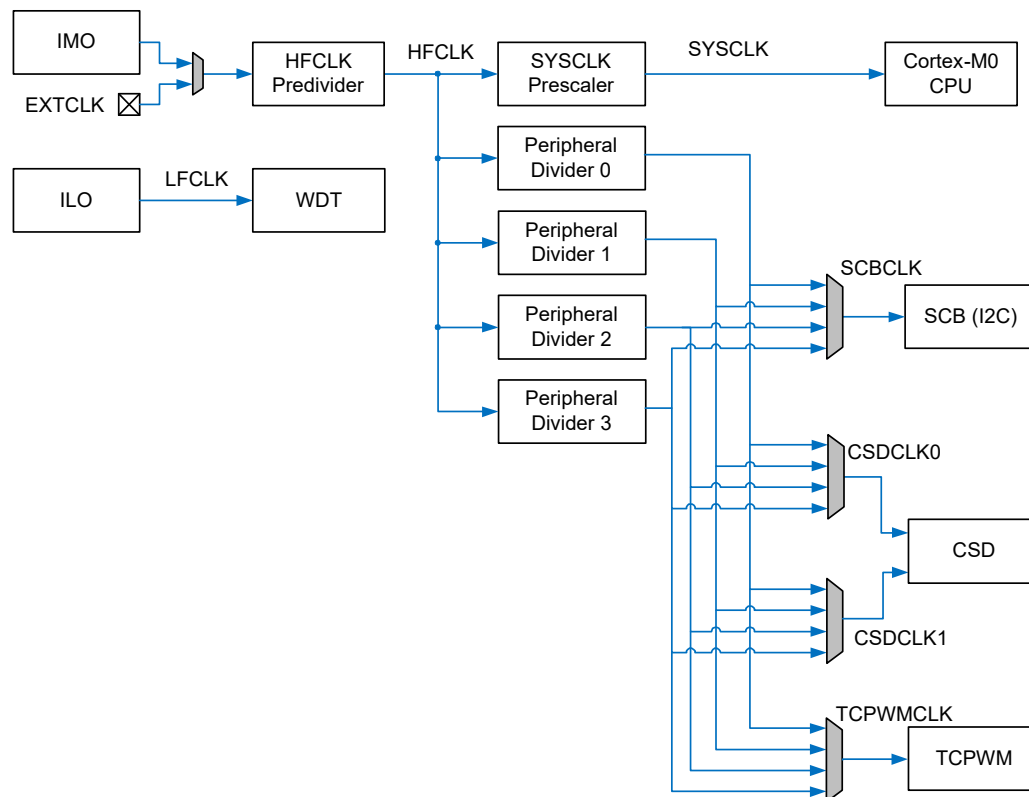 IMO
EXTCLK
HFCLK
Predivider
HFCLK
SYSCLK
Prescaler
SYSCLK
Cortex-M0
CPU
ILO
LFCLK
WDT
Peripheral
Divider 0
Peripheral
Divider 1
Peripheral
Divider 2
Peripheral
Divider 3
SCBCLK
SCB (I2C)
CSDCLK0
CSD
CSDCLK1
TCPWMCLK
TCPWM